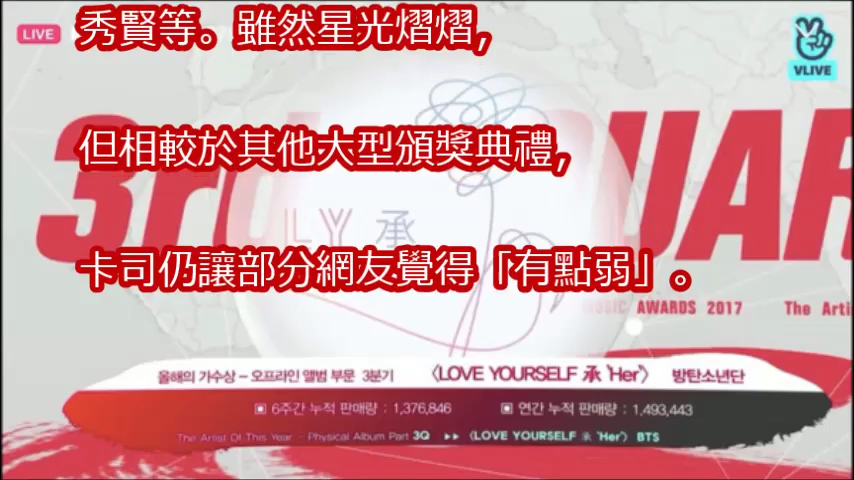 LIVE
秀賢等。雖然星光熠熠，
VLIVE
但相較於其他大型頒獎典禮，
3rd QUAR
LY 承
卡司仍讓部分網友覺得「有點弱」。
MUSIC AWARDS 2017 The Arti
올해의 가수상 – 오프라인 앨범 부문 3분기 〈LOVE YOURSELF 承 'Her'〉 방탄소년단
▣ 6주간 누적 판매량 : 1,376,846 ▣ 연간 누적 판매량 : 1,493,443
The Artist Of This Year - Physical Album Part 3Q ▸▸ 〈LOVE YOURSELF 承 'Her'〉 BTS